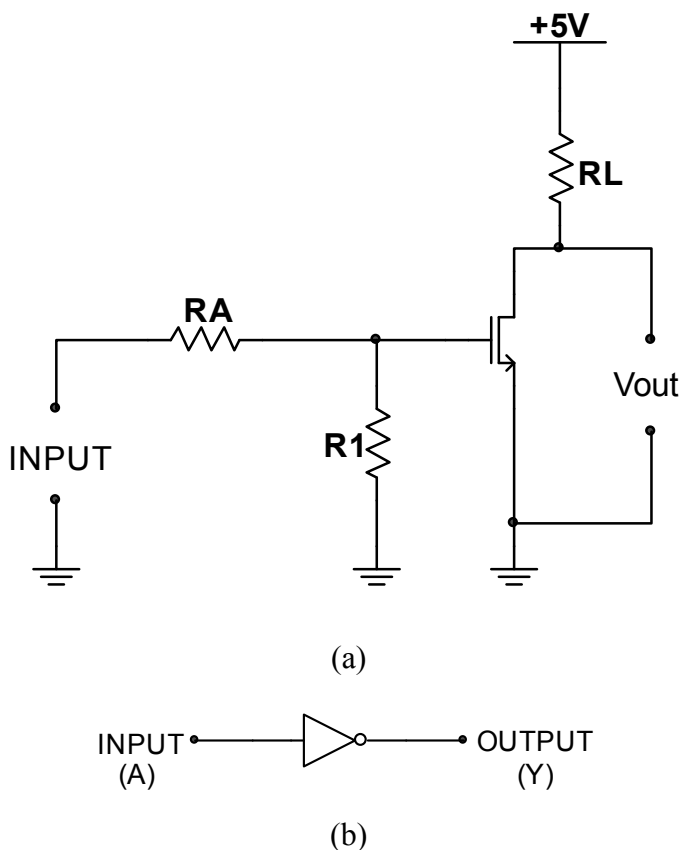 +5V
RL
RA
Vout
R1
INPUT
(a)
INPUT OUTPUT
(A) (Y)
(b)